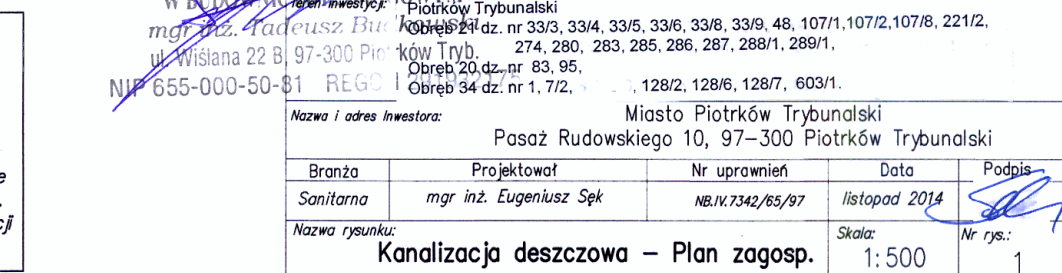 Teren inwestycji: Piotrków Trybunalski
Obręb 21 dz. nr 33/3, 33/4, 33/5, 33/6, 33/8, 33/9, 48, 107/1,107/2,107/8, 221/2,
274, 280, 283, 285, 286, 287, 288/1, 289/1,
Obręb 20 dz. nr 83, 95,
Obręb 34 dz. nr 1, 7/2, , 128/2, 128/6, 128/7, 603/1.
mgr inż. Tadeusz
ul. Wiślana 22 B, 97-300 Piotrków Tryb.
NIP 655-000-50-81 REGO
Nazwa i adres Inwestora: Miasto Piotrków Trybunalski
Pasaż Rudowskiego 10, 97-300 Piotrków Trybunalski
Branża Projektował Nr uprawnień Data Podpis
Sanitarna mgr inż. Eugeniusz Sęk NB.IV.7342/65/97 listopad 2014
Nazwa rysunku: Skala: Nr rys.:
Kanalizacja deszczowa – Plan zagosp. 1:500 1
e
cji